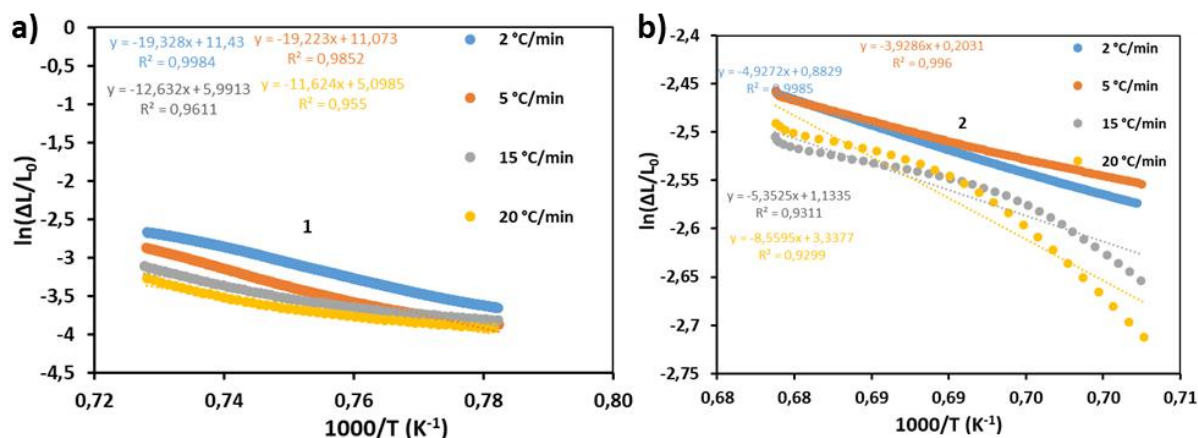 a)
ln(ΔL/L₀)
0
-0,5
-1
-1,5
-2
-2,5
-3
-3,5
-4
-4,5
y = -19,328x + 11,43
R² = 0,9984
y = -19,223x + 11,073
R² = 0,9852
y = -12,632x + 5,9913
R² = 0,9611
y = -11,624x + 5,0985
R² = 0,955
2 °C/min
5 °C/min
15 °C/min
20 °C/min
1
0,72
0,74
0,76
0,78
0,80
1000/T (K⁻¹)
b)
ln(ΔL/L₀)
-2,4
-2,45
-2,5
-2,55
-2,6
-2,65
-2,7
-2,75
y = -3,9286x + 0,2031
R² = 0,996
y = -4,9272x + 0,8829
R² = 0,9985
2 °C/min
5 °C/min
15 °C/min
20 °C/min
2
y = -5,3525x + 1,1335
R² = 0,9311
y = -8,5595x + 3,3377
R² = 0,9299
0,68
0,68
0,69
0,69
0,70
0,70
0,71
1000/T (K⁻¹)